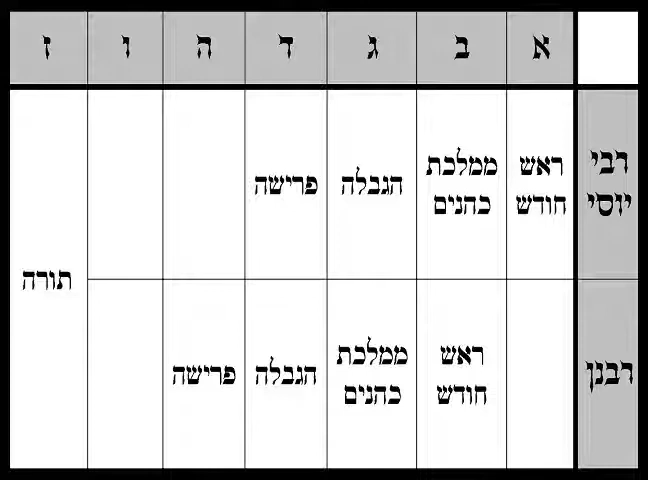 א ב ג ד ה ו ז
רבי
יוסי
ראש
חודש
ממלכת
כהנים
הגבלה
פרישה
תורה
רבנן
ראש
חודש
ממלכת
כהנים
הגבלה
פרישה